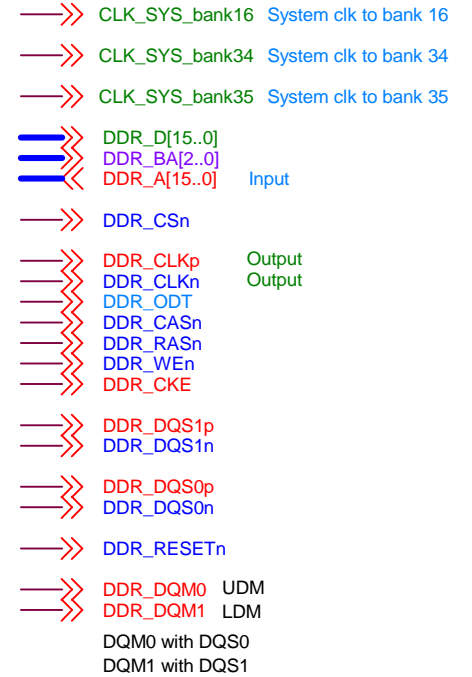 CLK_SYS_bank16 System clk to bank 16
CLK_SYS_bank34 System clk to bank 34
CLK_SYS_bank35 System clk to bank 35
DDR_D[15..0]
DDR_BA[2..0]
DDR_A[15..0] Input
DDR_CSn
DDR_CLKp Output
DDR_CLKn Output
DDR_ODT
DDR_CASn
DDR_RASn
DDR_WEn
DDR_CKE
DDR_DQS1p
DDR_DQS1n
DDR_DQS0p
DDR_DQS0n
DDR_RESETn
DDR_DQM0 UDM
DDR_DQM1 LDM
DQM0 with DQS0
DQM1 with DQS1